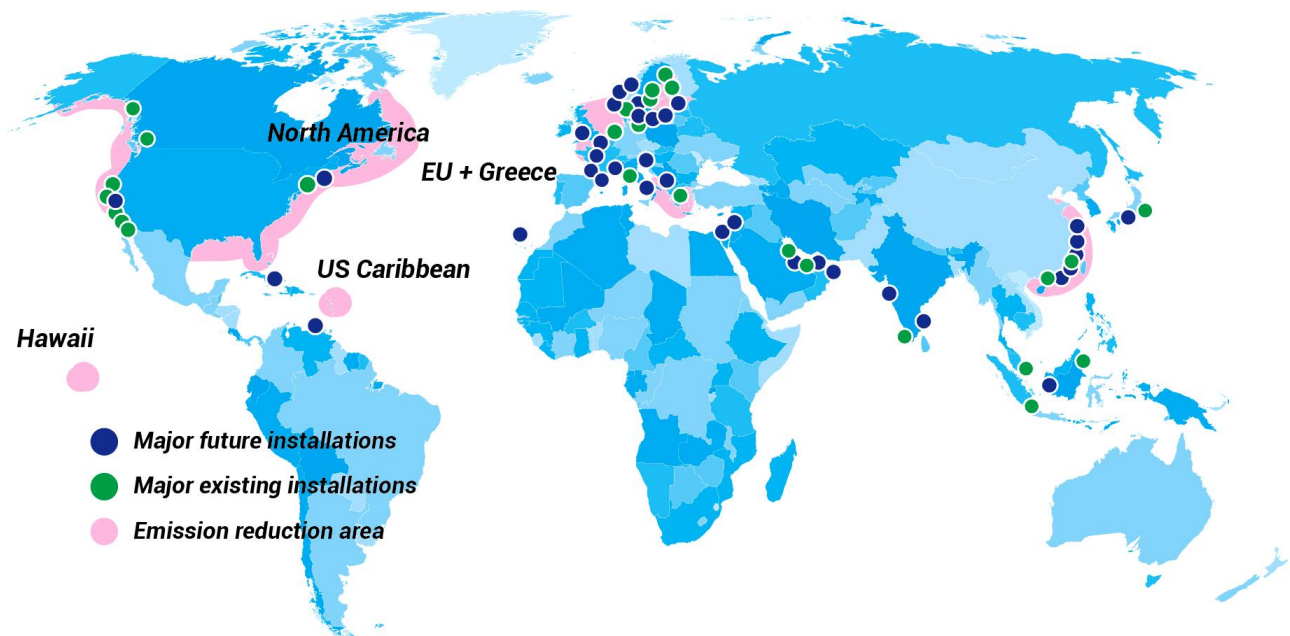 North America
EU + Greece
US Caribbean
Hawaii
Major future installations
Major existing installations
Emission reduction area